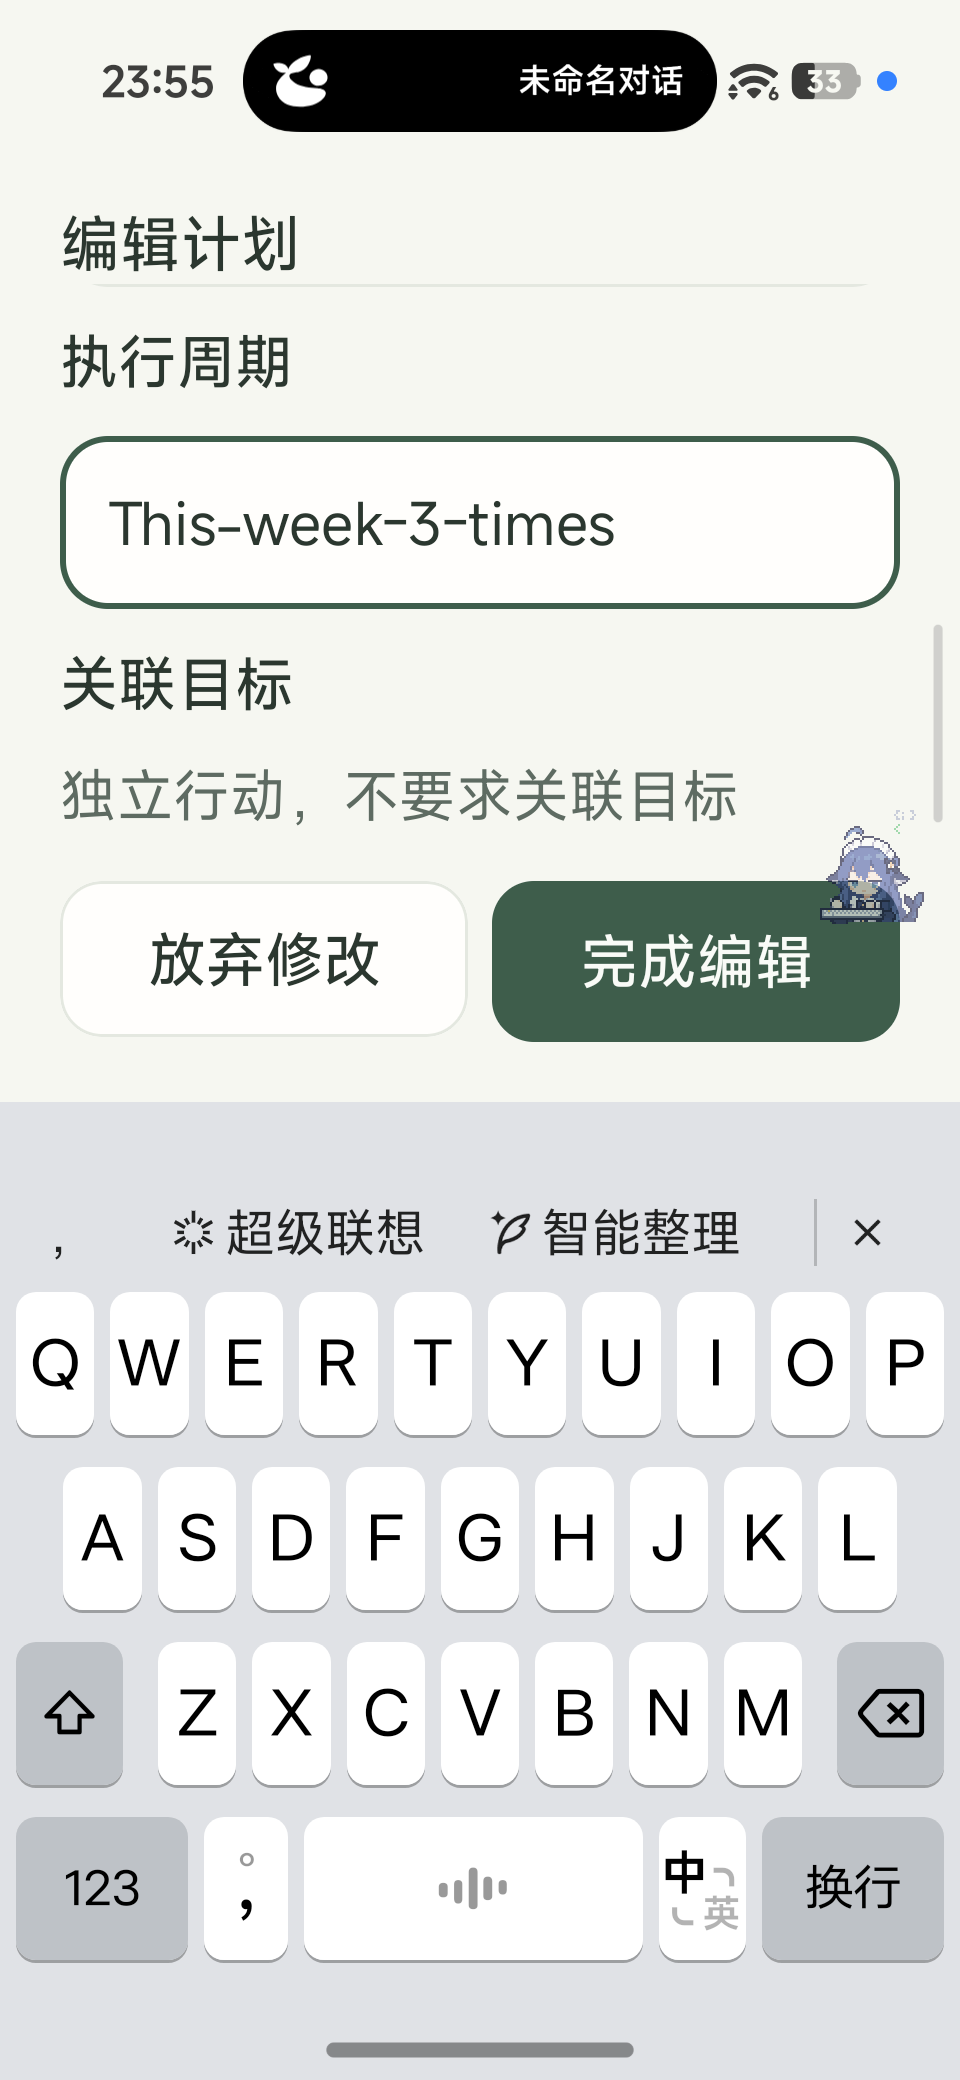 23:55
未命名对话
6
33
编辑计划
执行周期
This-week-3-times
关联目标
独立行动，不要求关联目标
放弃修改
完成编辑
，
超级联想
智能整理
×
Q W E R T Y U I O P
A S D F G H J K L
Z X C V B N M
123
。
，
中
英
换行